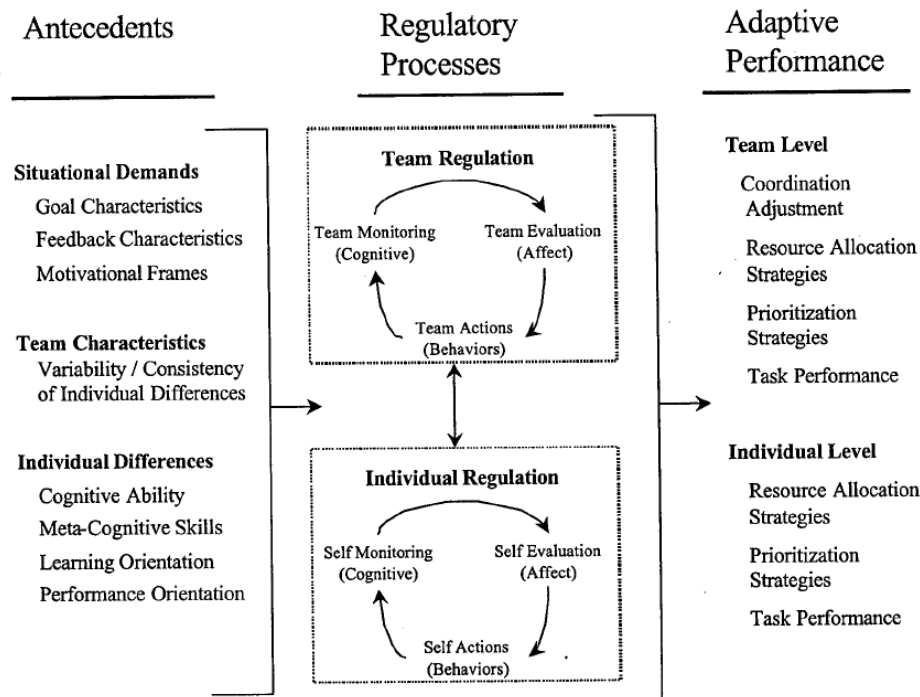 Antecedents
Regulatory
Processes
Adaptive
Performance
Situational Demands
Goal Characteristics
Feedback Characteristics
Motivational Frames
Team Characteristics
Variability / Consistency
of Individual Differences
Individual Differences
Cognitive Ability
Meta-Cognitive Skills
Learning Orientation
Performance Orientation
Team Regulation
Team Monitoring
(Cognitive)
Team Evaluation
(Affect)
Team Actions
(Behaviors)
Individual Regulation
Self Monitoring
(Cognitive)
Self Evaluation
(Affect)
Self Actions
(Behaviors)
Team Level
Coordination
Adjustment
Resource Allocation
Strategies
Prioritization
Strategies
Task Performance
Individual Level
Resource Allocation
Strategies
Prioritization
Strategies
Task Performance